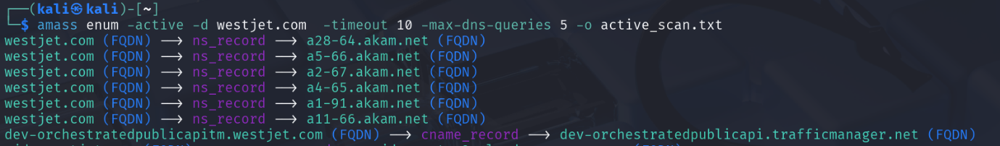 ┌──(kali㉿kali)-[~]
└─$ amass enum -active -d westjet.com  -timeout 10 -max-dns-queries 5 -o active_scan.txt
westjet.com (FQDN) ⟶ ns_record ⟶ a28-64.akam.net (FQDN)
westjet.com (FQDN) ⟶ ns_record ⟶ a5-66.akam.net (FQDN)
westjet.com (FQDN) ⟶ ns_record ⟶ a2-67.akam.net (FQDN)
westjet.com (FQDN) ⟶ ns_record ⟶ a4-65.akam.net (FQDN)
westjet.com (FQDN) ⟶ ns_record ⟶ a1-91.akam.net (FQDN)
westjet.com (FQDN) ⟶ ns_record ⟶ a11-66.akam.net (FQDN)
dev-orchestratedpublicapitm.westjet.com (FQDN) ⟶ cname_record ⟶ dev-orchestratedpublicapi.trafficmanager.net (FQDN)